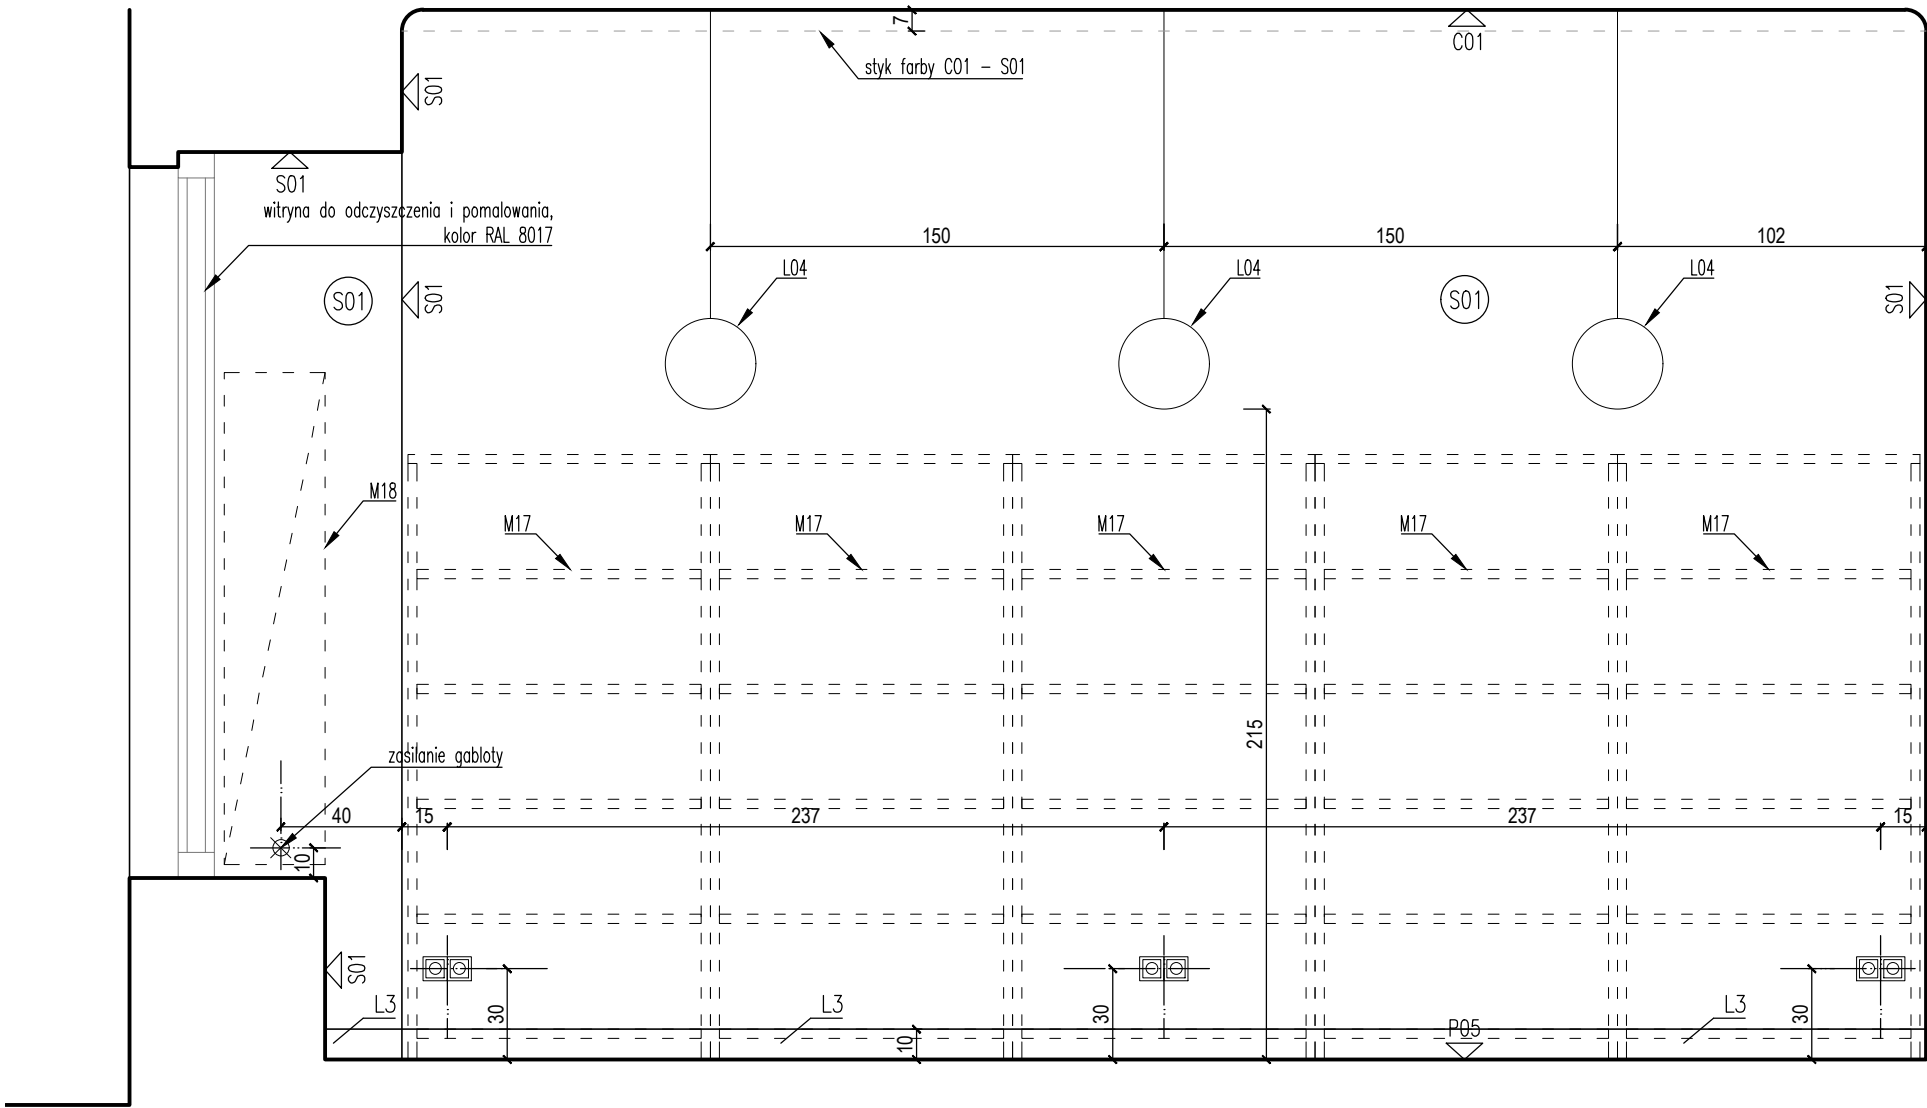 7
C01
styk farby C01 – S01
S01
S01
witryna do odczyszczenia i pomalowania,
kolor RAL 8017
150
150
102
L04
L04
L04
S01
S01
S01
S01
M18
M17
M17
M17
M17
M17
215
zasilanie gabloty
40
15
237
237
15
10
S01
L3
30
L3
10
30
P05
L3
30